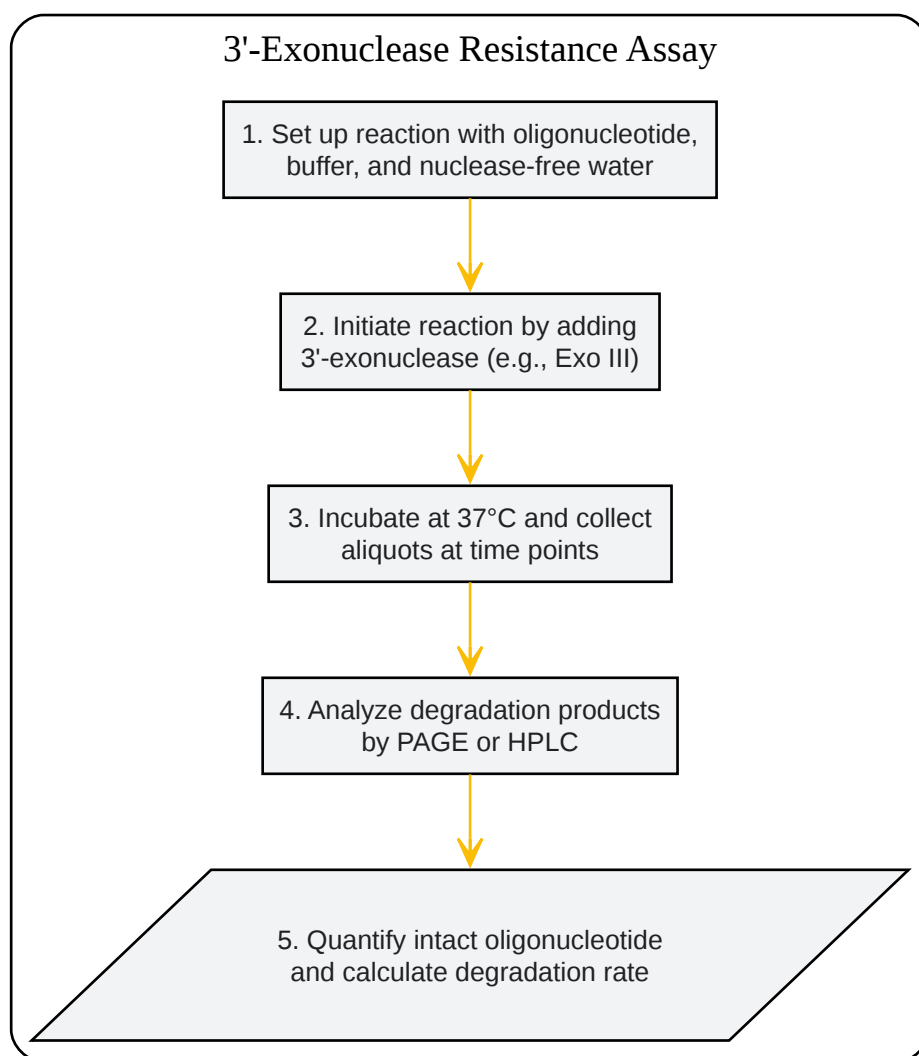 3'-Exonuclease Resistance Assay
1. Set up reaction with oligonucleotide,
buffer, and nuclease-free water
2. Initiate reaction by adding
3'-exonuclease (e.g., Exo III)
3. Incubate at 37°C and collect
aliquots at time points
4. Analyze degradation products
by PAGE or HPLC
5. Quantify intact oligonucleotide
and calculate degradation rate